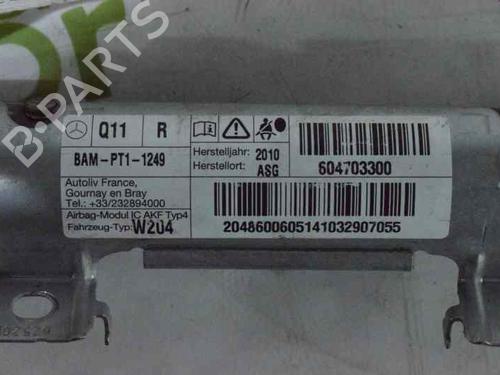 B-PARTS
Q11 R
BAM-PT1-1249
Herstelljahr: 2010
Herstellort: ASG
604703300
Autoliv France,
Gournay en Bray
Tel.: +33/232894000
Airbag-Modul IC AKF Typ4
Fahrzeug-Typ: W204
2048600605141032907055